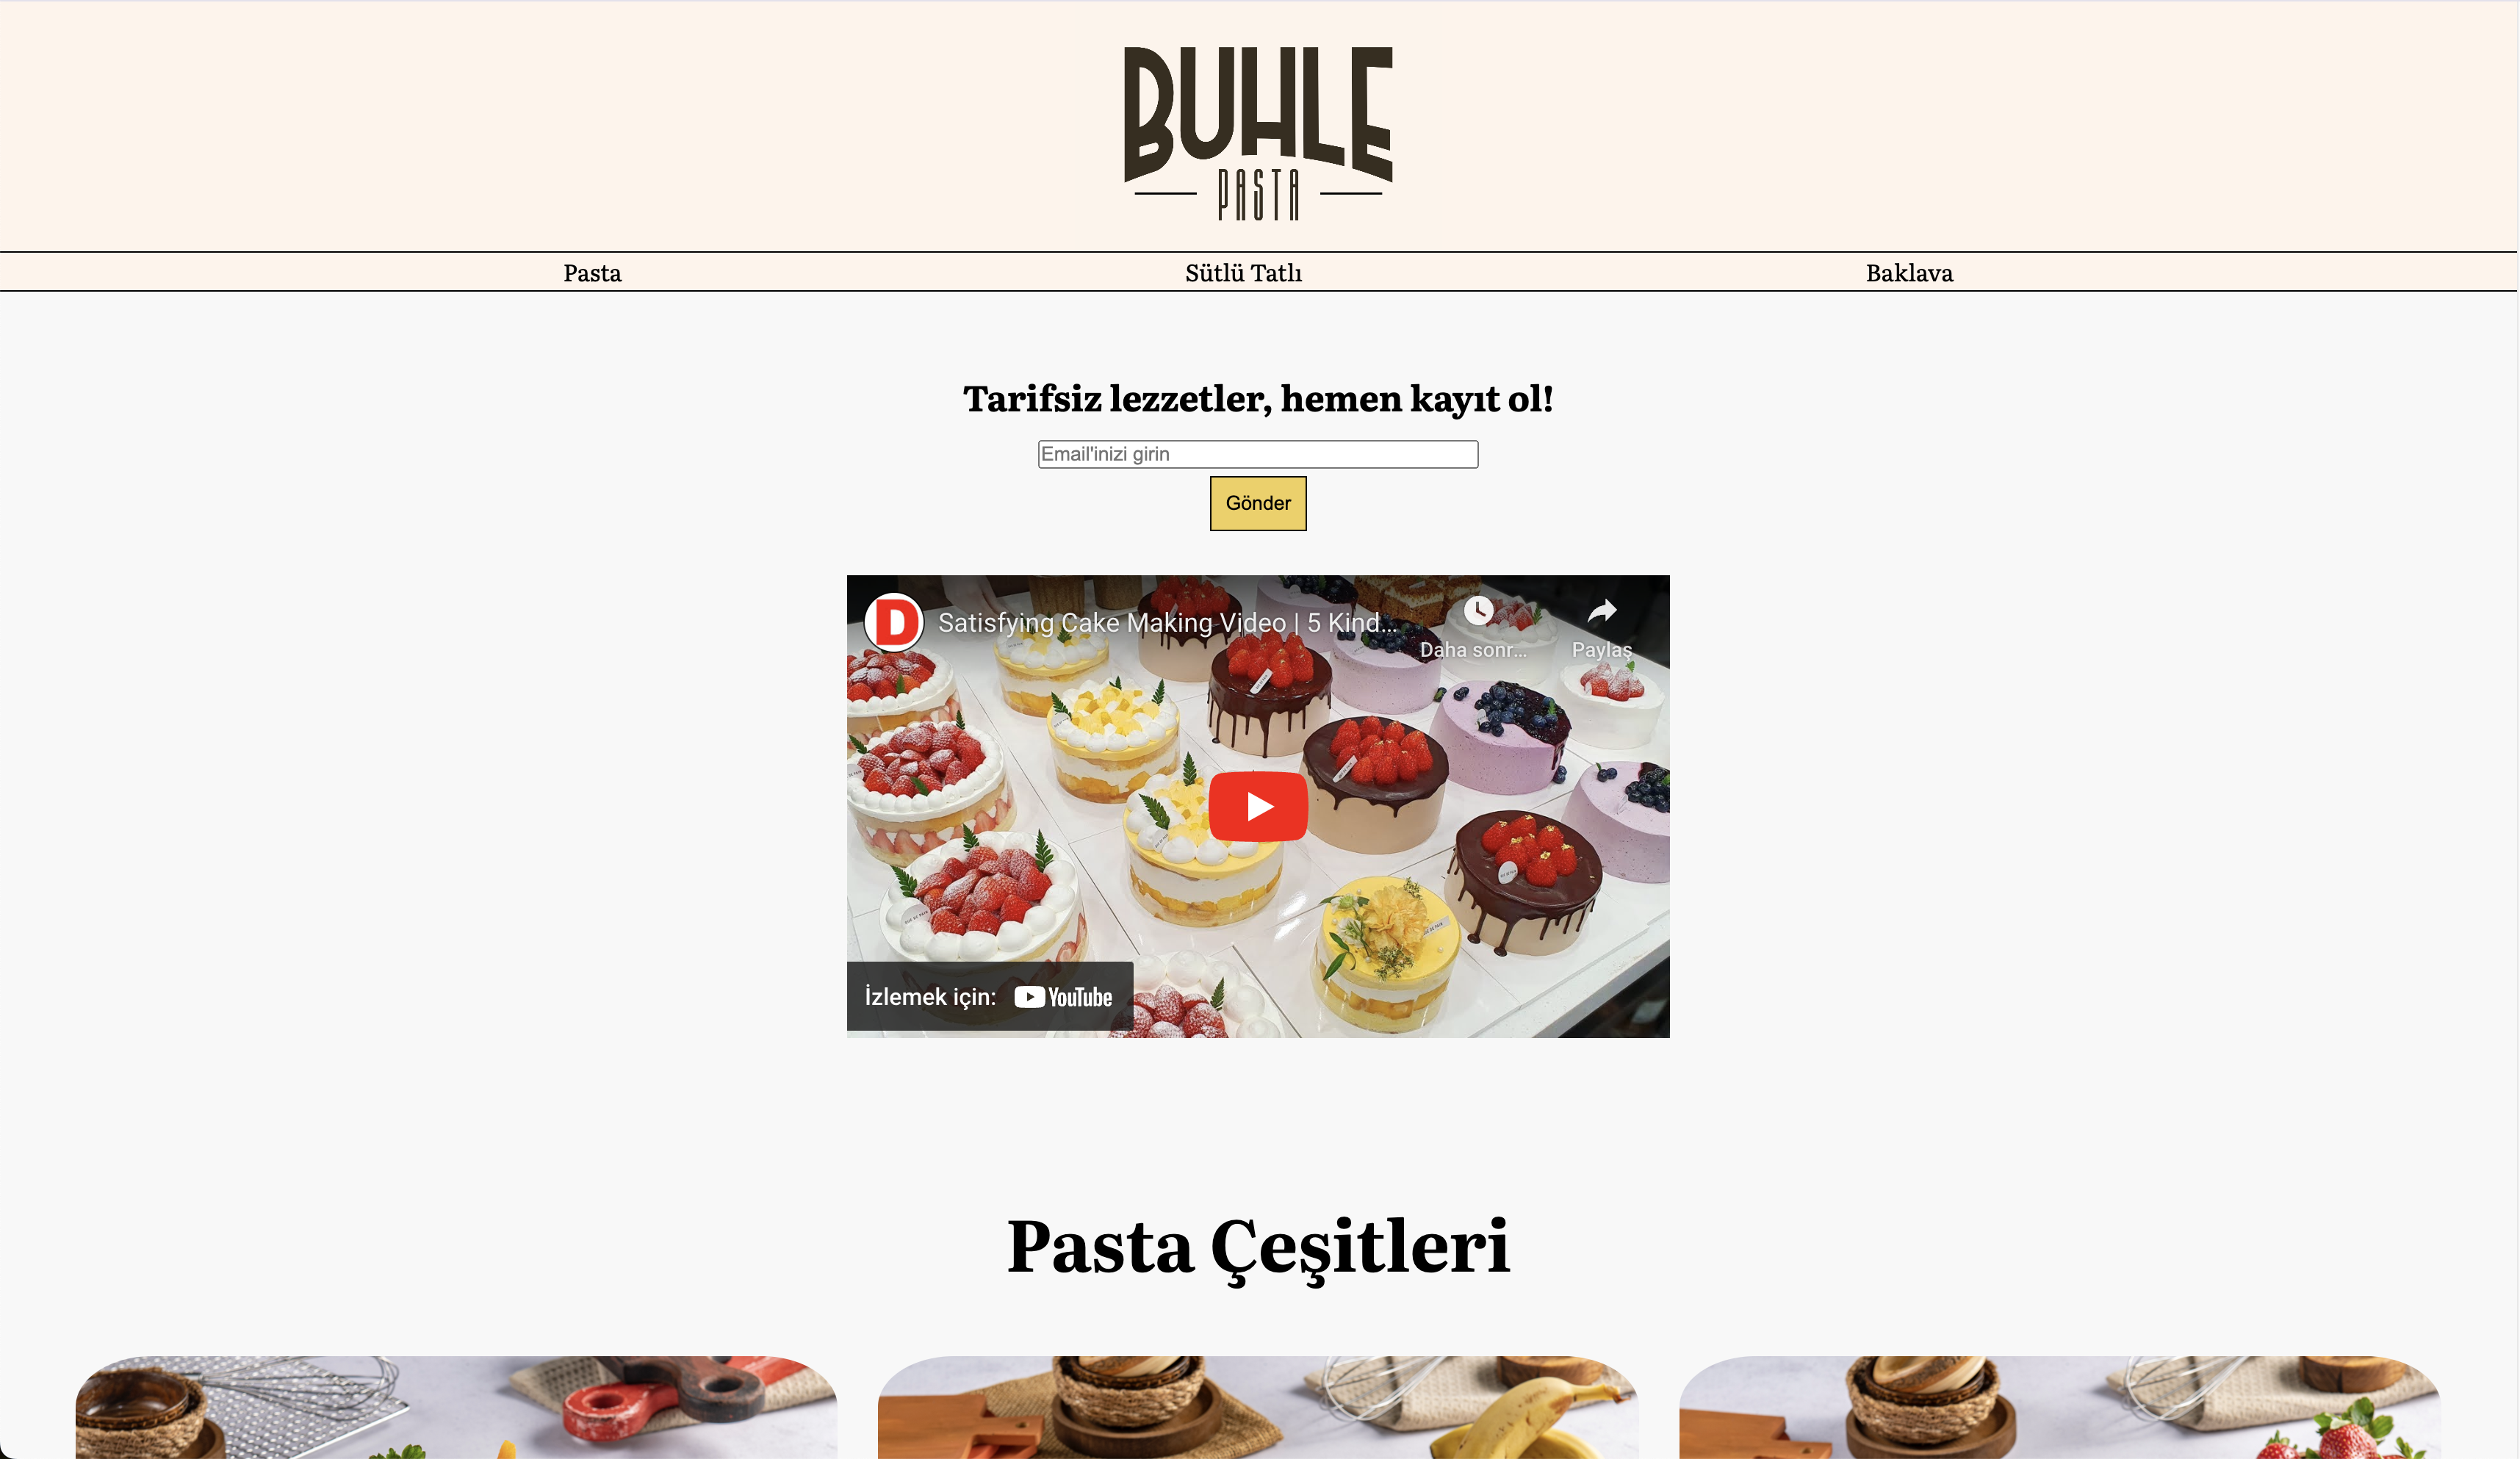 BUHLE
PASTA
Pasta
Sütlü Tatlı
Baklava
Tarifsiz lezzetler, hemen kayıt ol!
Email'inizi girin
Gönder
D
Satisfying Cake Making Video | 5 Kind...
Daha sonr...
Paylaş
İzlemek için:
YouTube
Pasta Çeşitleri